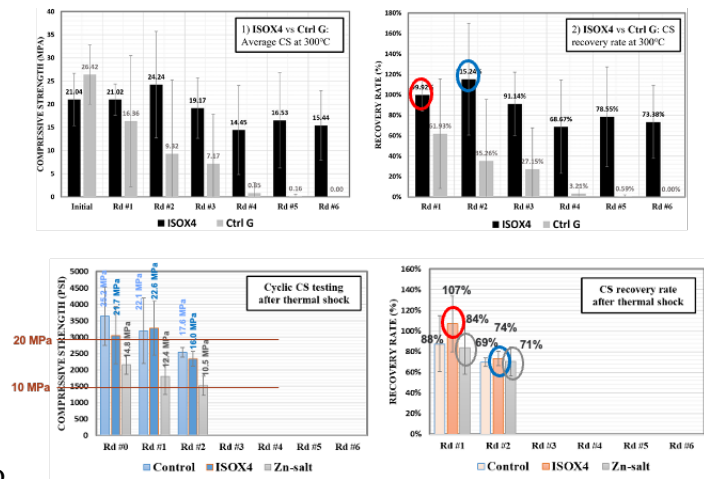 1) ISOX4 vs Ctrl G:
Average CS at 300°C
COMPRESSIVE STRENGTH (MPA)
40
35
30
25
20
15
10
5
0
21.04
26.42
21.02
16.36
24.24
9.32
19.17
7.17
14.45
16.53
0.16
15.44
0.00
Initial Rd #1 Rd #2 Rd #3 Rd #4 Rd #5 Rd #6
ISOX4 Ctrl G
2) ISOX4 vs Ctrl G: CS
recovery rate at 300°C
RECOVERY RATE (%)
180%
160%
140%
120%
100%
80%
60%
40%
20%
0%
99.92%
61.93%
15.24%
35.26%
91.14%
27.15%
68.67%
3.21%
78.55%
0.59%
73.38%
0.00%
Rd #1 Rd #2 Rd #3 Rd #4 Rd #5 Rd #6
ISOX4 Ctrl G
Cyclic CS testing
after thermal shock
COMPRESSIVE STRENGTH (PSI)
5000
4500
4000
3500
3000
2500
2000
1500
1000
500
0
20 MPa
10 MPa
25.2 MPa
21.7 MPa
14.8 MPa
22.1 MPa
22.6 MPa
12.4 MPa
17.6 MPa
16.0 MPa
10.5 MPa
Rd #0 Rd #1 Rd #2 Rd #3 Rd #4 Rd #5 Rd #6
Control ISOX4 Zn-salt
CS recovery rate
after thermal shock
RECOVERY RATE (%)
160%
140%
120%
100%
80%
60%
40%
20%
0%
88%
107%
84%
69%
74%
71%
Rd #1 Rd #2 Rd #3 Rd #4 Rd #5 Rd #6
Control ISOX4 Zn-salt